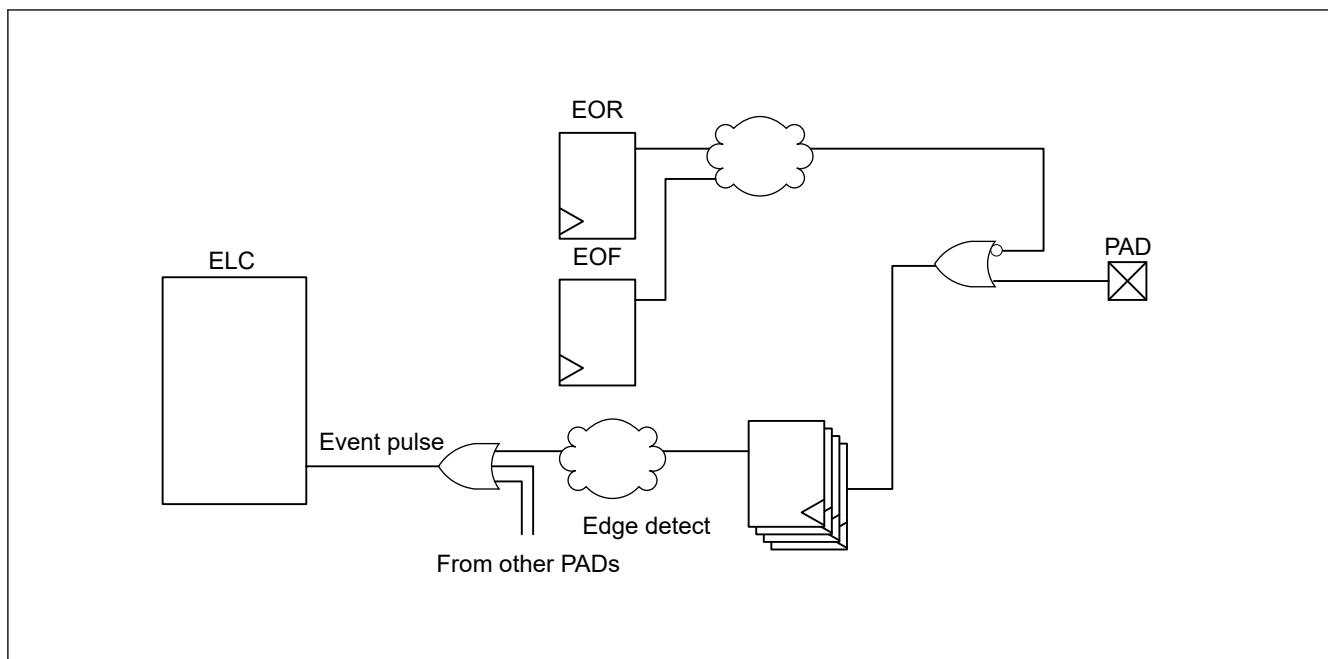 EOR
EOF
ELC
PAD
Event pulse
Edge detect
From other PADs